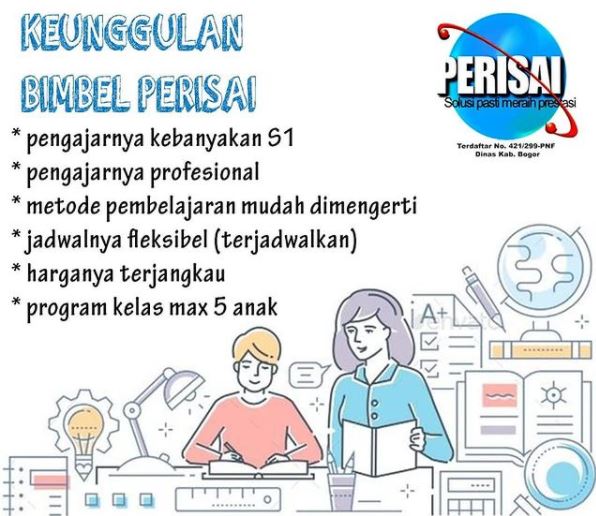 KEUNGGULAN
BIMBEL PERISAI
PERISAI
Solusi pasti meraih prestasi
Terdaftar No. 421/299-PNF
Dinas Kab. Bogor
* pengajarnya kebanyakan S1
* pengajarnya profesional
* metode pembelajaran mudah dimengerti
* jadwalnya fleksibel (terjadwalkan)
* harganya terjangkau
* program kelas max 5 anak
A+